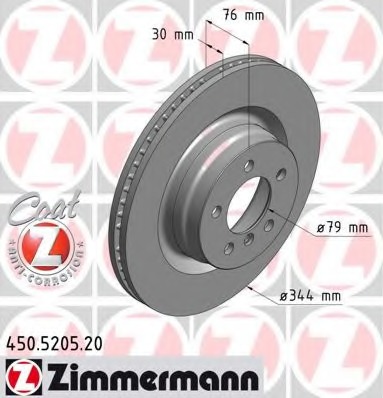 76 mm
30 mm
ø79 mm
ø344 mm
Coat
Z
ANTI-CORROSION
450.5205.20
Z Zimmermann